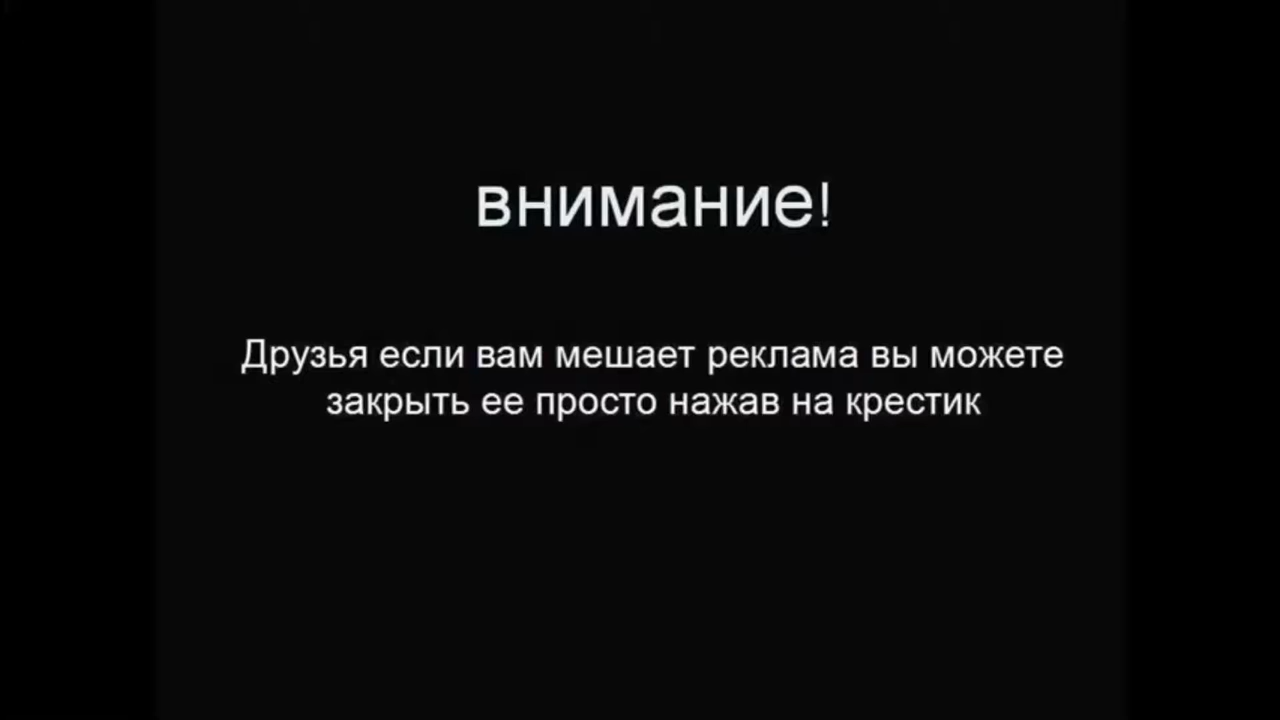 внимание!
Друзья если вам мешает реклама вы можете
закрыть ее просто нажав на крестик